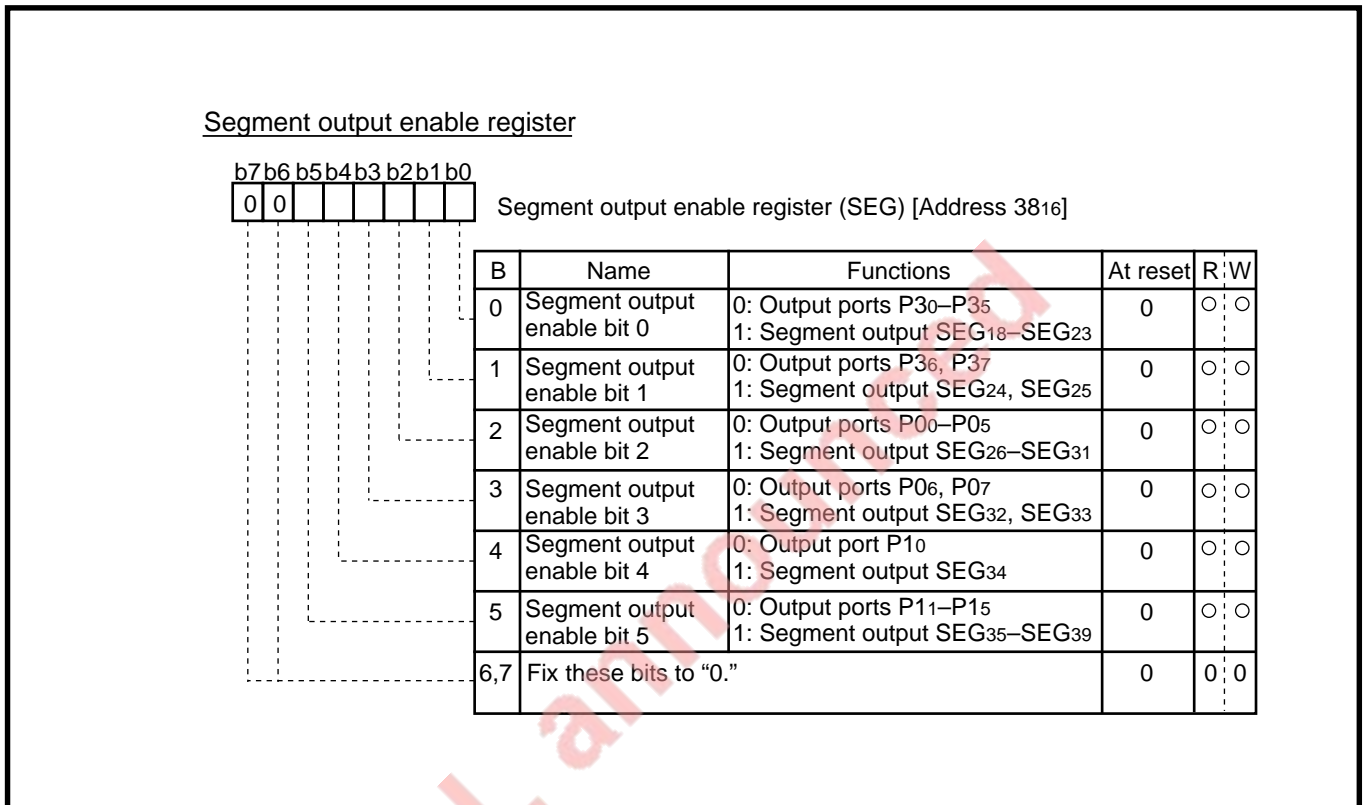 Segment output enable register
b7 b6 b5 b4 b3 b2 b1 b0
0 0
Segment output enable register (SEG) [Address 3816]
B Name Functions At reset R W
0 Segment output enable bit 0 0: Output ports P30–P35 0 ○ ○
1: Segment output SEG18–SEG23
1 Segment output enable bit 1 0: Output ports P36, P37 0 ○ ○
1: Segment output SEG24, SEG25
2 Segment output enable bit 2 0: Output ports P00–P05 0 ○ ○
1: Segment output SEG26–SEG31
3 Segment output enable bit 3 0: Output ports P06, P07 0 ○ ○
1: Segment output SEG32, SEG33
4 Segment output enable bit 4 0: Output port P10 0 ○ ○
1: Segment output SEG34
5 Segment output enable bit 5 0: Output ports P11–P15 0 ○ ○
1: Segment output SEG35–SEG39
6,7 Fix these bits to “0.” 0 0 0
announced